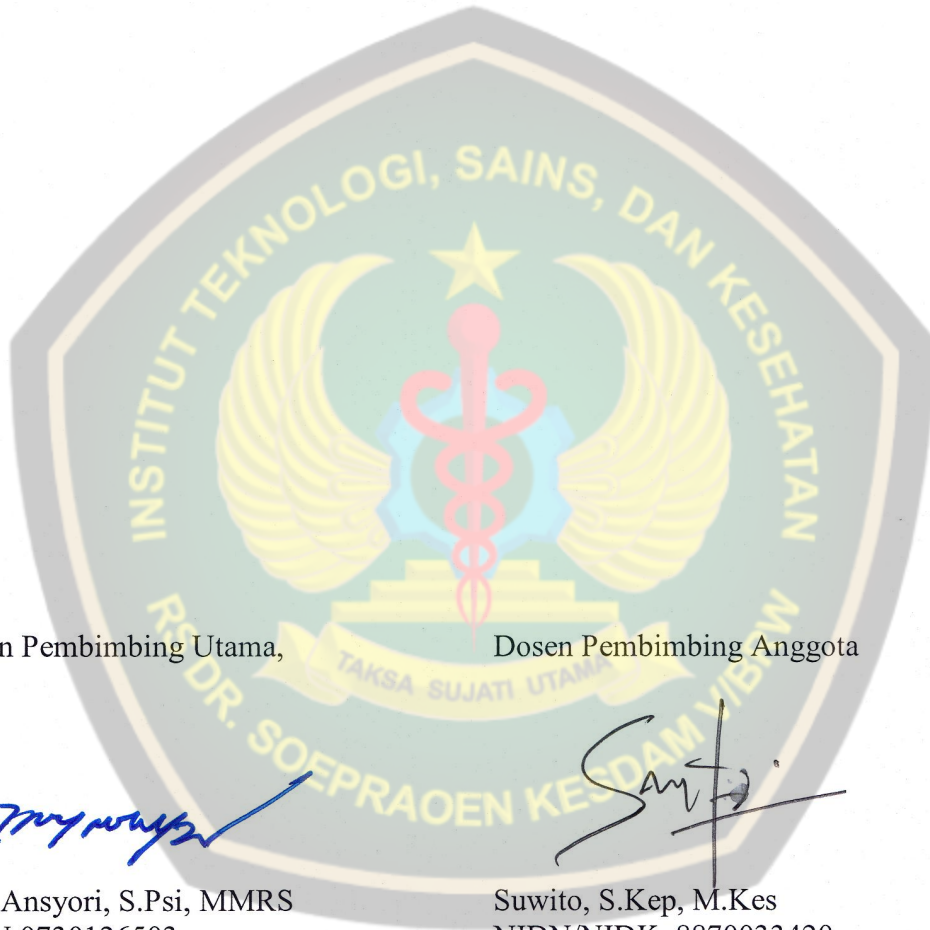 INSTITUT TEKNOLOGI, SAINS, DAN KESEHATAN
RS DR. SOEPRAOEN KESDAM V/BRW
TAKSA SUJATI UTAMA
n Pembimbing Utama,
Dosen Pembimbing Anggota
Ansyori, S.Psi, MMRS
Suwito, S.Kep, M.Kes